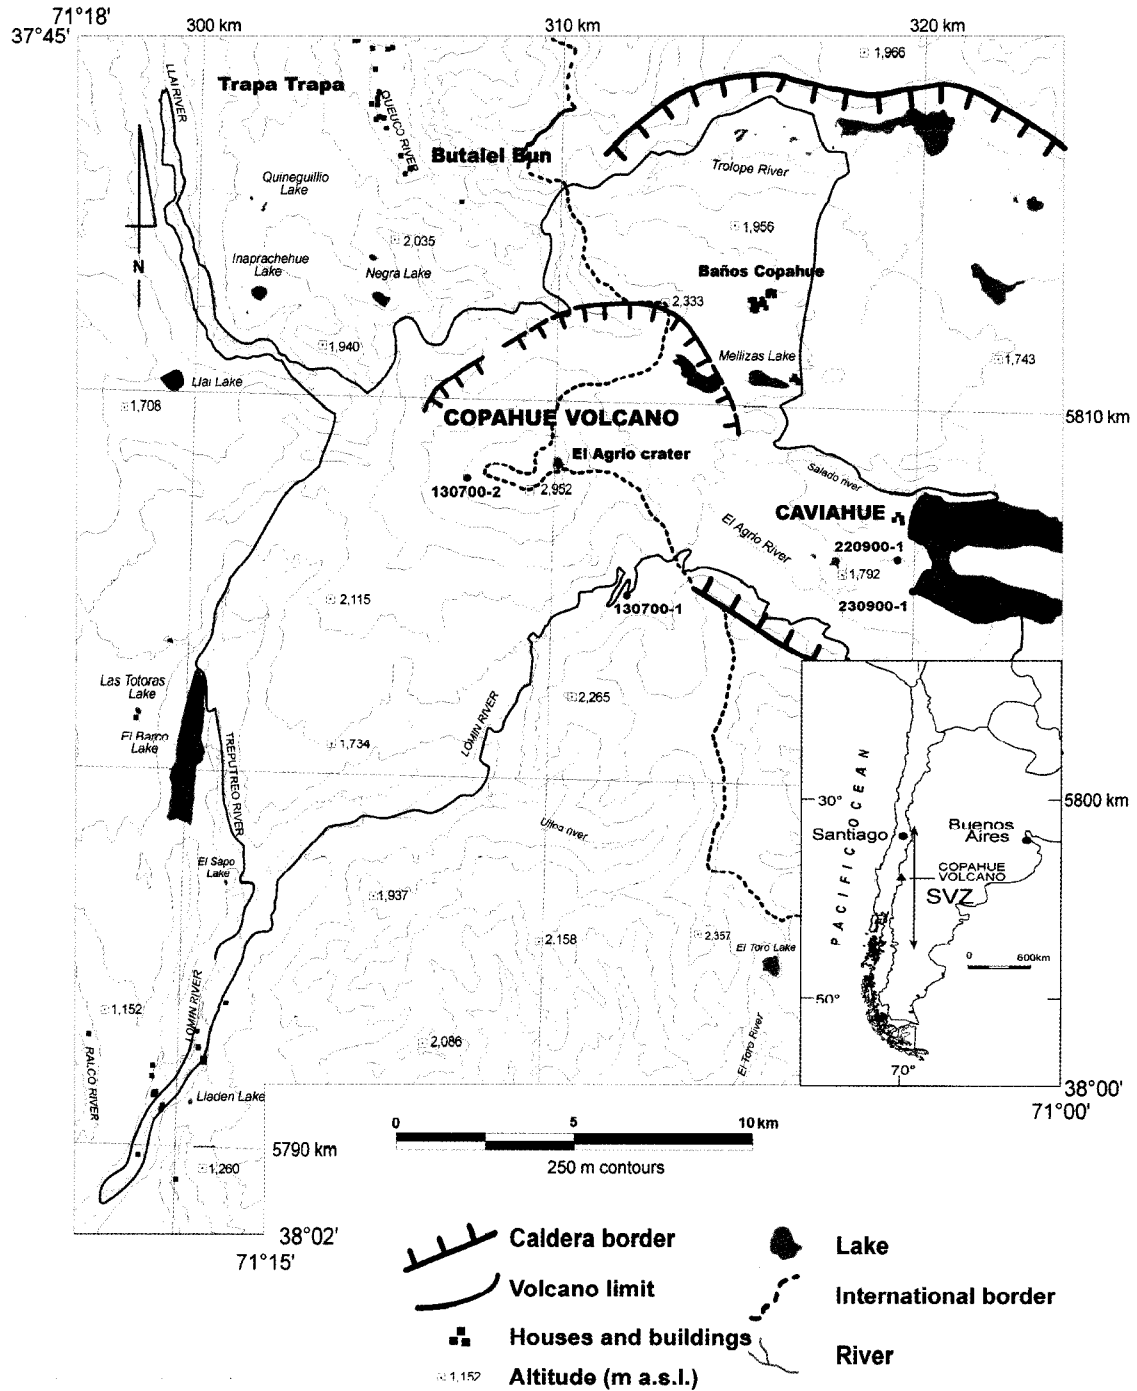 71°18'
37°45'
300 km
310 km
320 km
1,966
LLAI RIVER
Trapa Trapa
QUEUCO RIVER
Butalel Bun
Trolope River
Quineguillio
Lake
1,956
2,035
N
Inaprachehue
Lake
Negra Lake
Baños Copahue
2,333
1,940
Mellizas Lake
1,743
Llai Lake
1,708
COPAHUE VOLCANO
5810 km
El Agrio crater
Salado river
130700-2
2,952
CAVIAHUE
El Agrio River
220900-1
1,792
2,115
130700-1
230900-1
Las Totoras
Lake
El Barco
Lake
2,265
LOMIN RIVER
1,734
TREPUTREO RIVER
PACIFIC OCEAN
30°
5800 km
Ulloa river
Santiago
Buenos
Aires
El Sapo
Lake
COPAHUE
VOLCANO
SVZ
1,937
2,158
2,357
El Toro Lake
0 600km
50°
LOMIN RIVER
1,152
2,086
El Toro River
RALCO RIVER
70°
Lladen Lake
38°00'
71°00'
0 5 10 km
250 m contours
5790 km
1,260
38°02'
71°15'
Caldera border
Lake
Volcano limit
International border
Houses and buildings
River
1,152
Altitude (m a.s.l.)